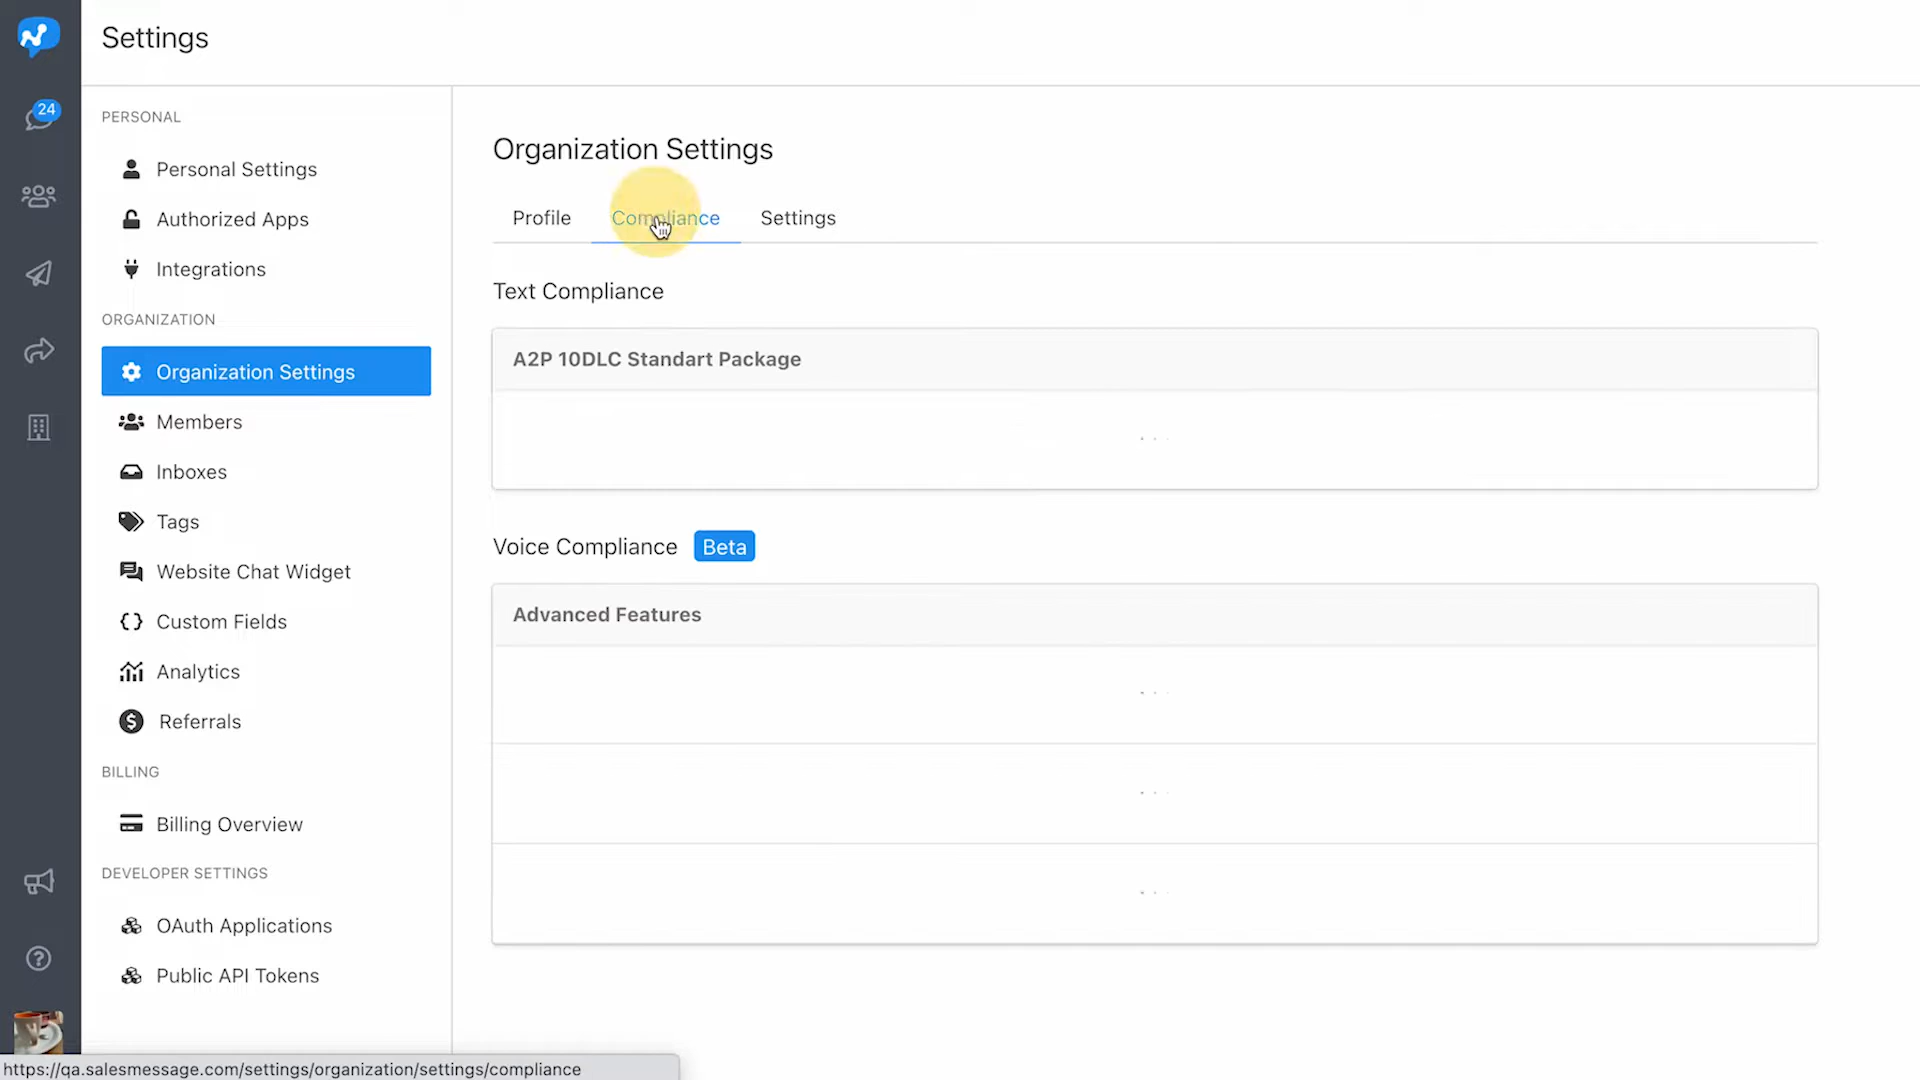 Settings
24
PERSONAL
Personal Settings
Authorized Apps
Integrations
ORGANIZATION
Organization Settings
Members
Inboxes
Tags
Website Chat Widget
Custom Fields
Analytics
Referrals
BILLING
Billing Overview
DEVELOPER SETTINGS
OAuth Applications
Public API Tokens
Organization Settings
Profile Compliance Settings
Text Compliance
A2P 10DLC Standart Package
Voice Compliance Beta
Advanced Features
https://qa.salesmessage.com/settings/organization/settings/compliance